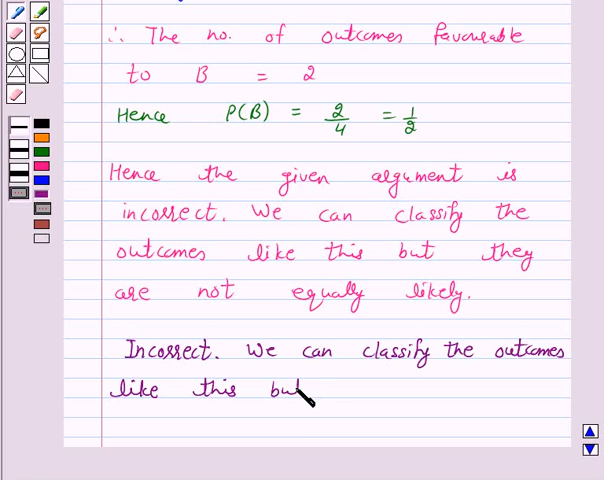 ∴ The no. of outcomes favourable
to B = 2
Hence P(B) = 2/4 = 1/2
Hence the given argument is
incorrect. We can classify the
outcomes like this but they
are not equally likely.
Incorrect. We can classify the outcomes
like this but